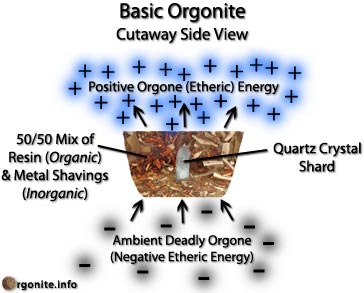 Basic Orgonite
Cutaway Side View
Positive Orgone (Etheric) Energy
50/50 Mix of
Resin (Organic)
& Metal Shavings
(Inorganic)
Quartz Crystal
Shard
Ambient Deadly Orgone
(Negative Etheric Energy)
Orgonite.info